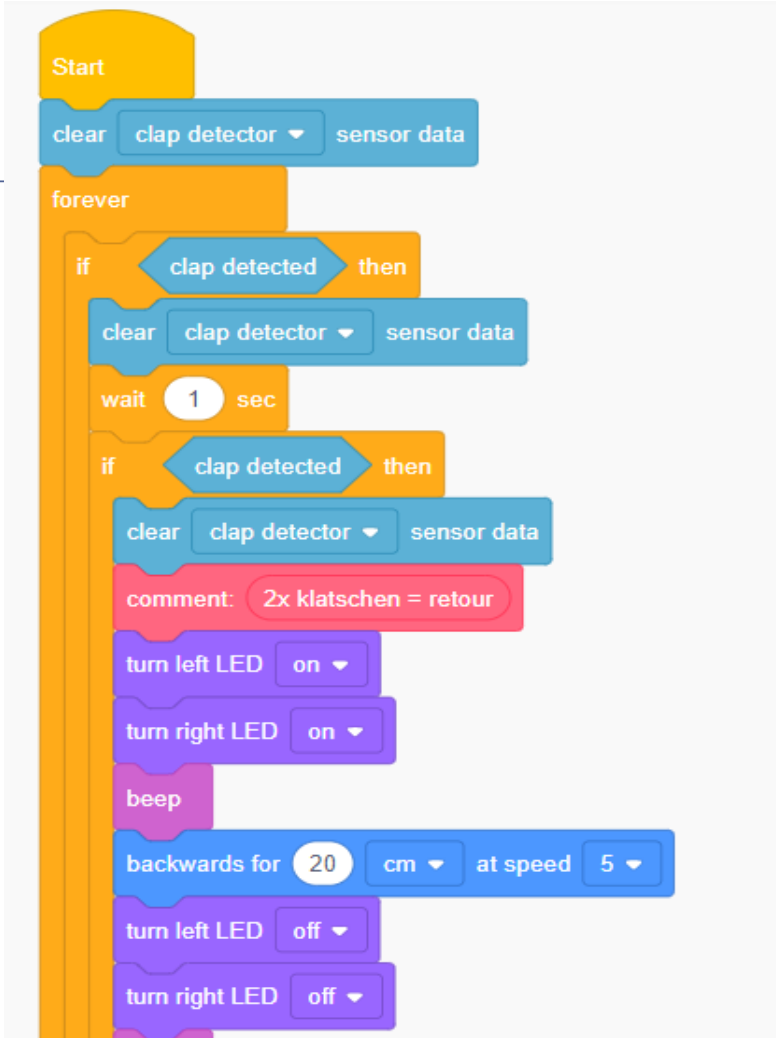 Start
clear clap detector sensor data
forever
if clap detected then
clear clap detector sensor data
wait 1 sec
if clap detected then
clear clap detector sensor data
comment: 2x klatschen = retour
turn left LED on
turn right LED on
beep
backwards for 20 cm at speed 5
turn left LED off
turn right LED off